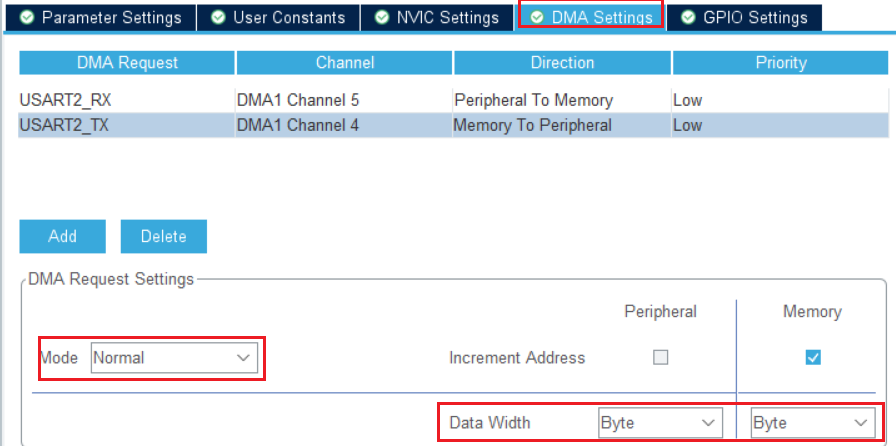 Parameter Settings User Constants NVIC Settings DMA Settings GPIO Settings
DMA Request Channel Direction Priority
USART2_RX DMA1 Channel 5 Peripheral To Memory Low
USART2_TX DMA1 Channel 4 Memory To Peripheral Low
Add Delete
DMA Request Settings
Peripheral Memory
Mode Normal Increment Address
Data Width Byte Byte